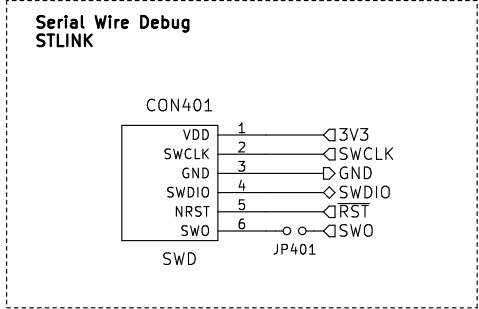 Serial Wire Debug
STLINK
CON401
VDD 1 3V3
SWCLK 2 SWCLK
GND 3 GND
SWDIO 4 SWDIO
NRST 5 RST
SWO 6 SWO
JP401
SWD